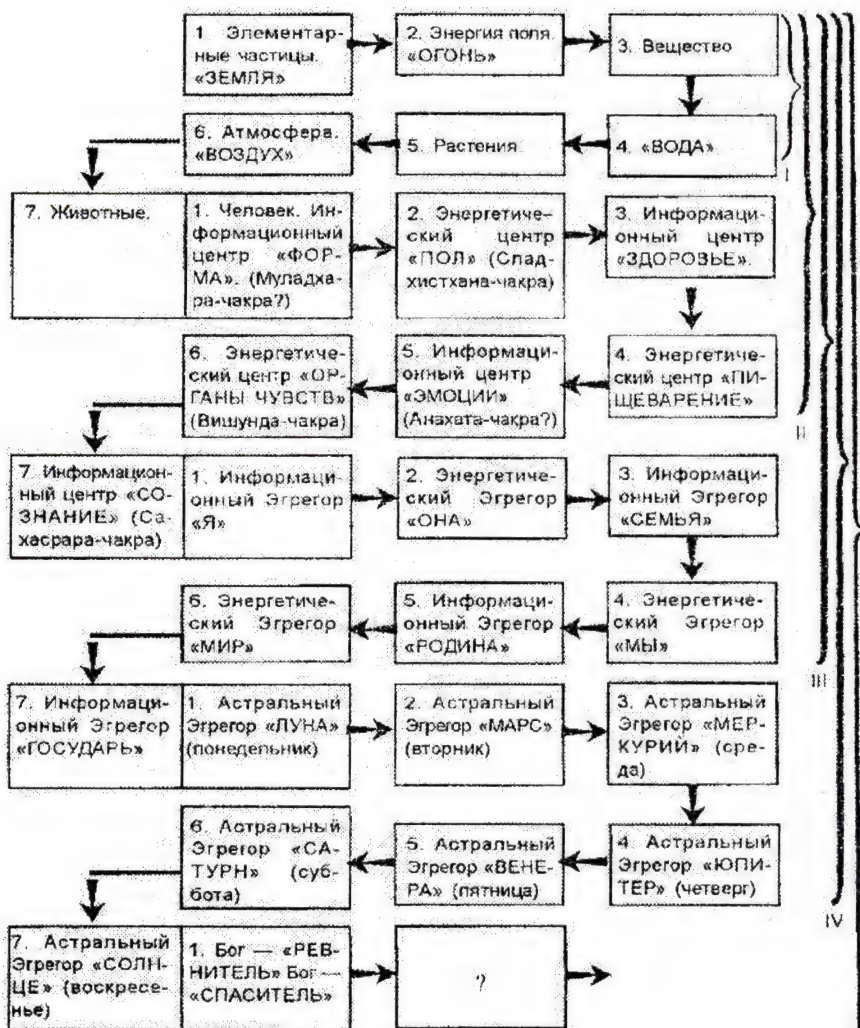 1. Элементар-
ные частицы.
«ЗЕМЛЯ»
2. Энергия поля.
«ОГОНЬ»
3. Вещество
6. Атмосфера.
«ВОЗДУХ»
5. Растения
4. «ВОДА»
I
7. Животные.
1. Человек. Ин-
формационный
центр «ФОР-
МА». (Муладха-
ра-чакра?)
2. Энергетиче-
ский центр
«ПОЛ» (Слад-
хистхана-чакра)
3. Информаци-
онный центр
«ЗДОРОВЬЕ».
6. Энергетиче-
ский центр «ОР-
ГАНЫ ЧУВСТВ»
(Вишунда-чакра)
5. Информаци-
онный центр
«ЭМОЦИИ»
(Анахата-чакра?)
4. Энергетиче-
ский центр «ПИ-
ЩЕВАРЕНИЕ»
II
7. Информацион-
ный центр «СО-
ЗНАНИЕ» (Са-
хасрара-чакра)
1. Информаци-
онный Эгрегор
«Я»
2. Энергетиче-
ский Эгрегор
«ОНА»
3. Информаци-
онный Эгрегор
«СЕМЬЯ»
6. Энергетиче-
ский Эгрегор
«МИР»
5. Информаци-
онный Эгрегор
«РОДИНА»
4. Энергетиче-
ский Эгрегор
«МЫ»
III
7. Информаци-
онный Эгрегор
«ГОСУДАРЬ»
1. Астральный
Эгрегор «ЛУНА»
(понедельник)
2. Астральный
Эгрегор «МАРС»
(вторник)
3. Астральный
Эгрегор «МЕР-
КУРИЙ» (сре-
да)
6. Астральный
Эгрегор «СА-
ТУРН» (суб-
бота)
5. Астральный
Эгрегор «ВЕНЕ-
РА» (пятница)
4. Астральный
Эгрегор «ЮПИ-
ТЕР» (четверг)
IV
7. Астральный
Эгрегор «СОЛН-
ЦЕ» (воскресе-
нье)
1. Бог — «РЕВ-
НИТЕЛЬ» Бог —
«СПАСИТЕЛЬ»
?